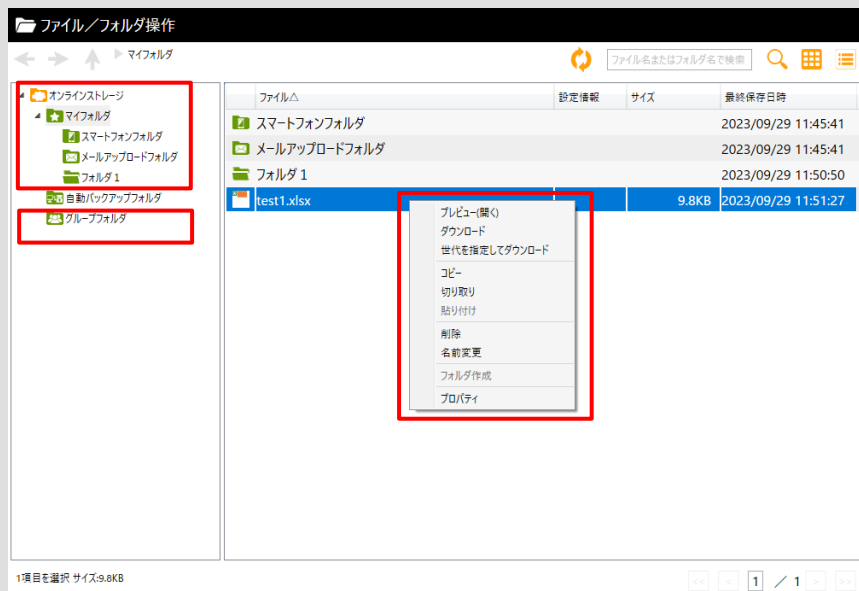 ファイル／フォルダ操作
マイフォルダ
ファイル名またはフォルダ名で検索
オンラインストレージ
マイフォルダ
スマートフォンフォルダ
メールアップロードフォルダ
フォルダ1
自動バックアップフォルダ
グループフォルダ
ファイル△ 設定情報 サイズ 最終保存日時
スマートフォンフォルダ 2023/09/29 11:45:41
メールアップロードフォルダ 2023/09/29 11:45:41
フォルダ1 2023/09/29 11:50:50
test1.xlsx 9.8KB 2023/09/29 11:51:27
プレビュー(開く)
ダウンロード
世代を指定してダウンロード
コピー
切り取り
貼り付け
削除
名前変更
フォルダ作成
プロパティ
1項目を選択 サイズ:9.8KB
<< < 1 ／ 1 > >>